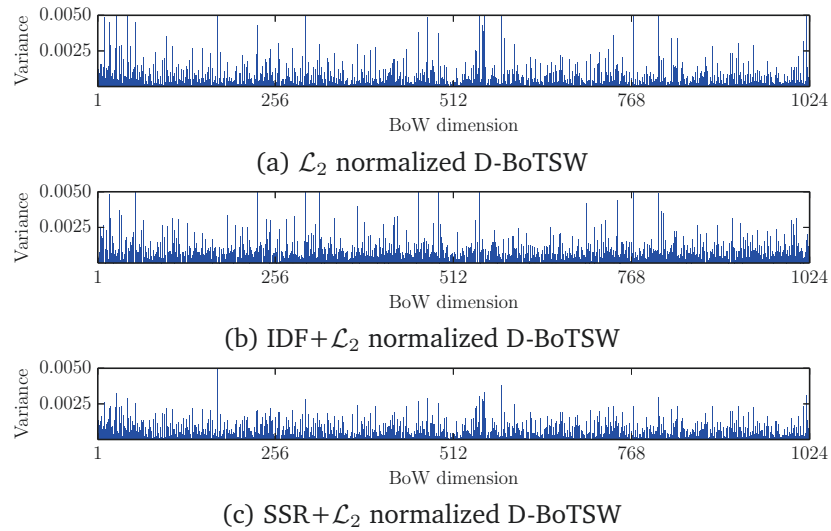 0.0050
0.0025
Variance
1 256 512 768 1024
BoW dimension
(a) ℒ₂ normalized D-BoTSW
0.0050
0.0025
Variance
1 256 512 768 1024
BoW dimension
(b) IDF+ℒ₂ normalized D-BoTSW
0.0050
0.0025
Variance
1 256 512 768 1024
BoW dimension
(c) SSR+ℒ₂ normalized D-BoTSW